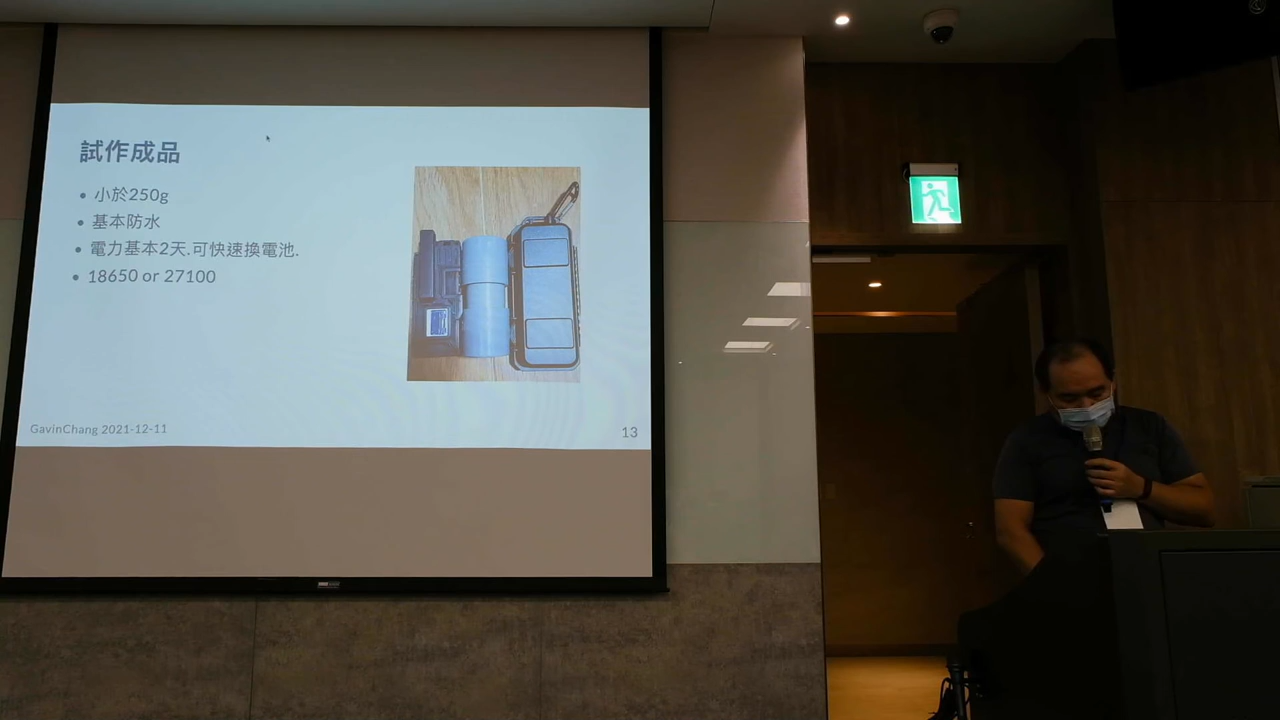 試作成品
小於250g
基本防水
電力基本2天.可快速換電池.
18650 or 27100
GavinChang 2021-12-11
13